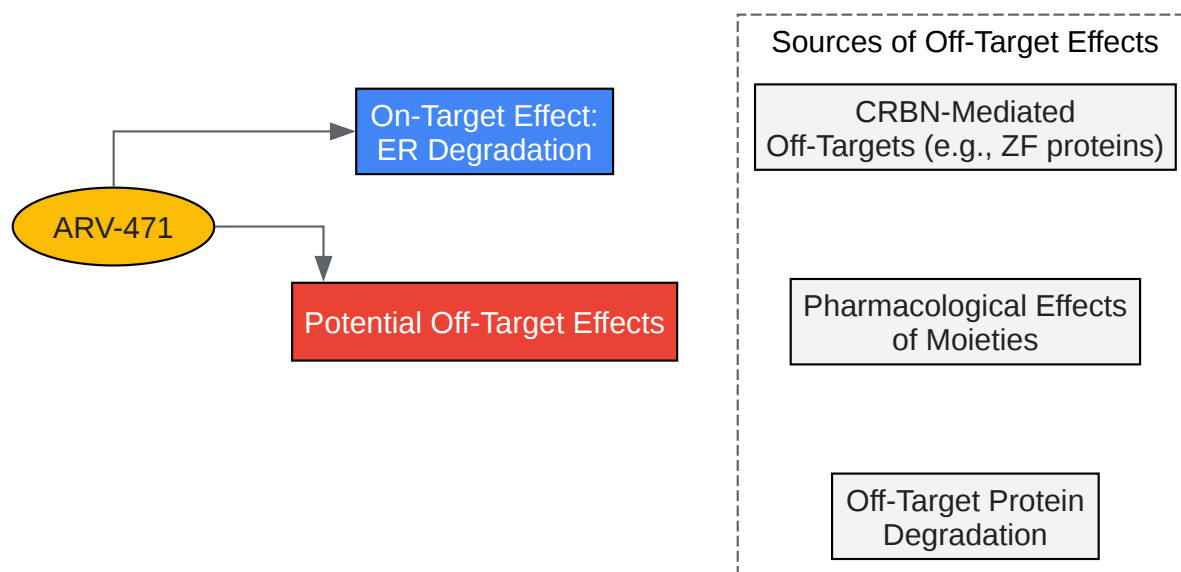 Sources of Off-Target Effects
On-Target Effect:
ER Degradation
CRBN-Mediated
Off-Targets (e.g., ZF proteins)
ARV-471
Potential Off-Target Effects
Pharmacological Effects
of Moieties
Off-Target Protein
Degradation